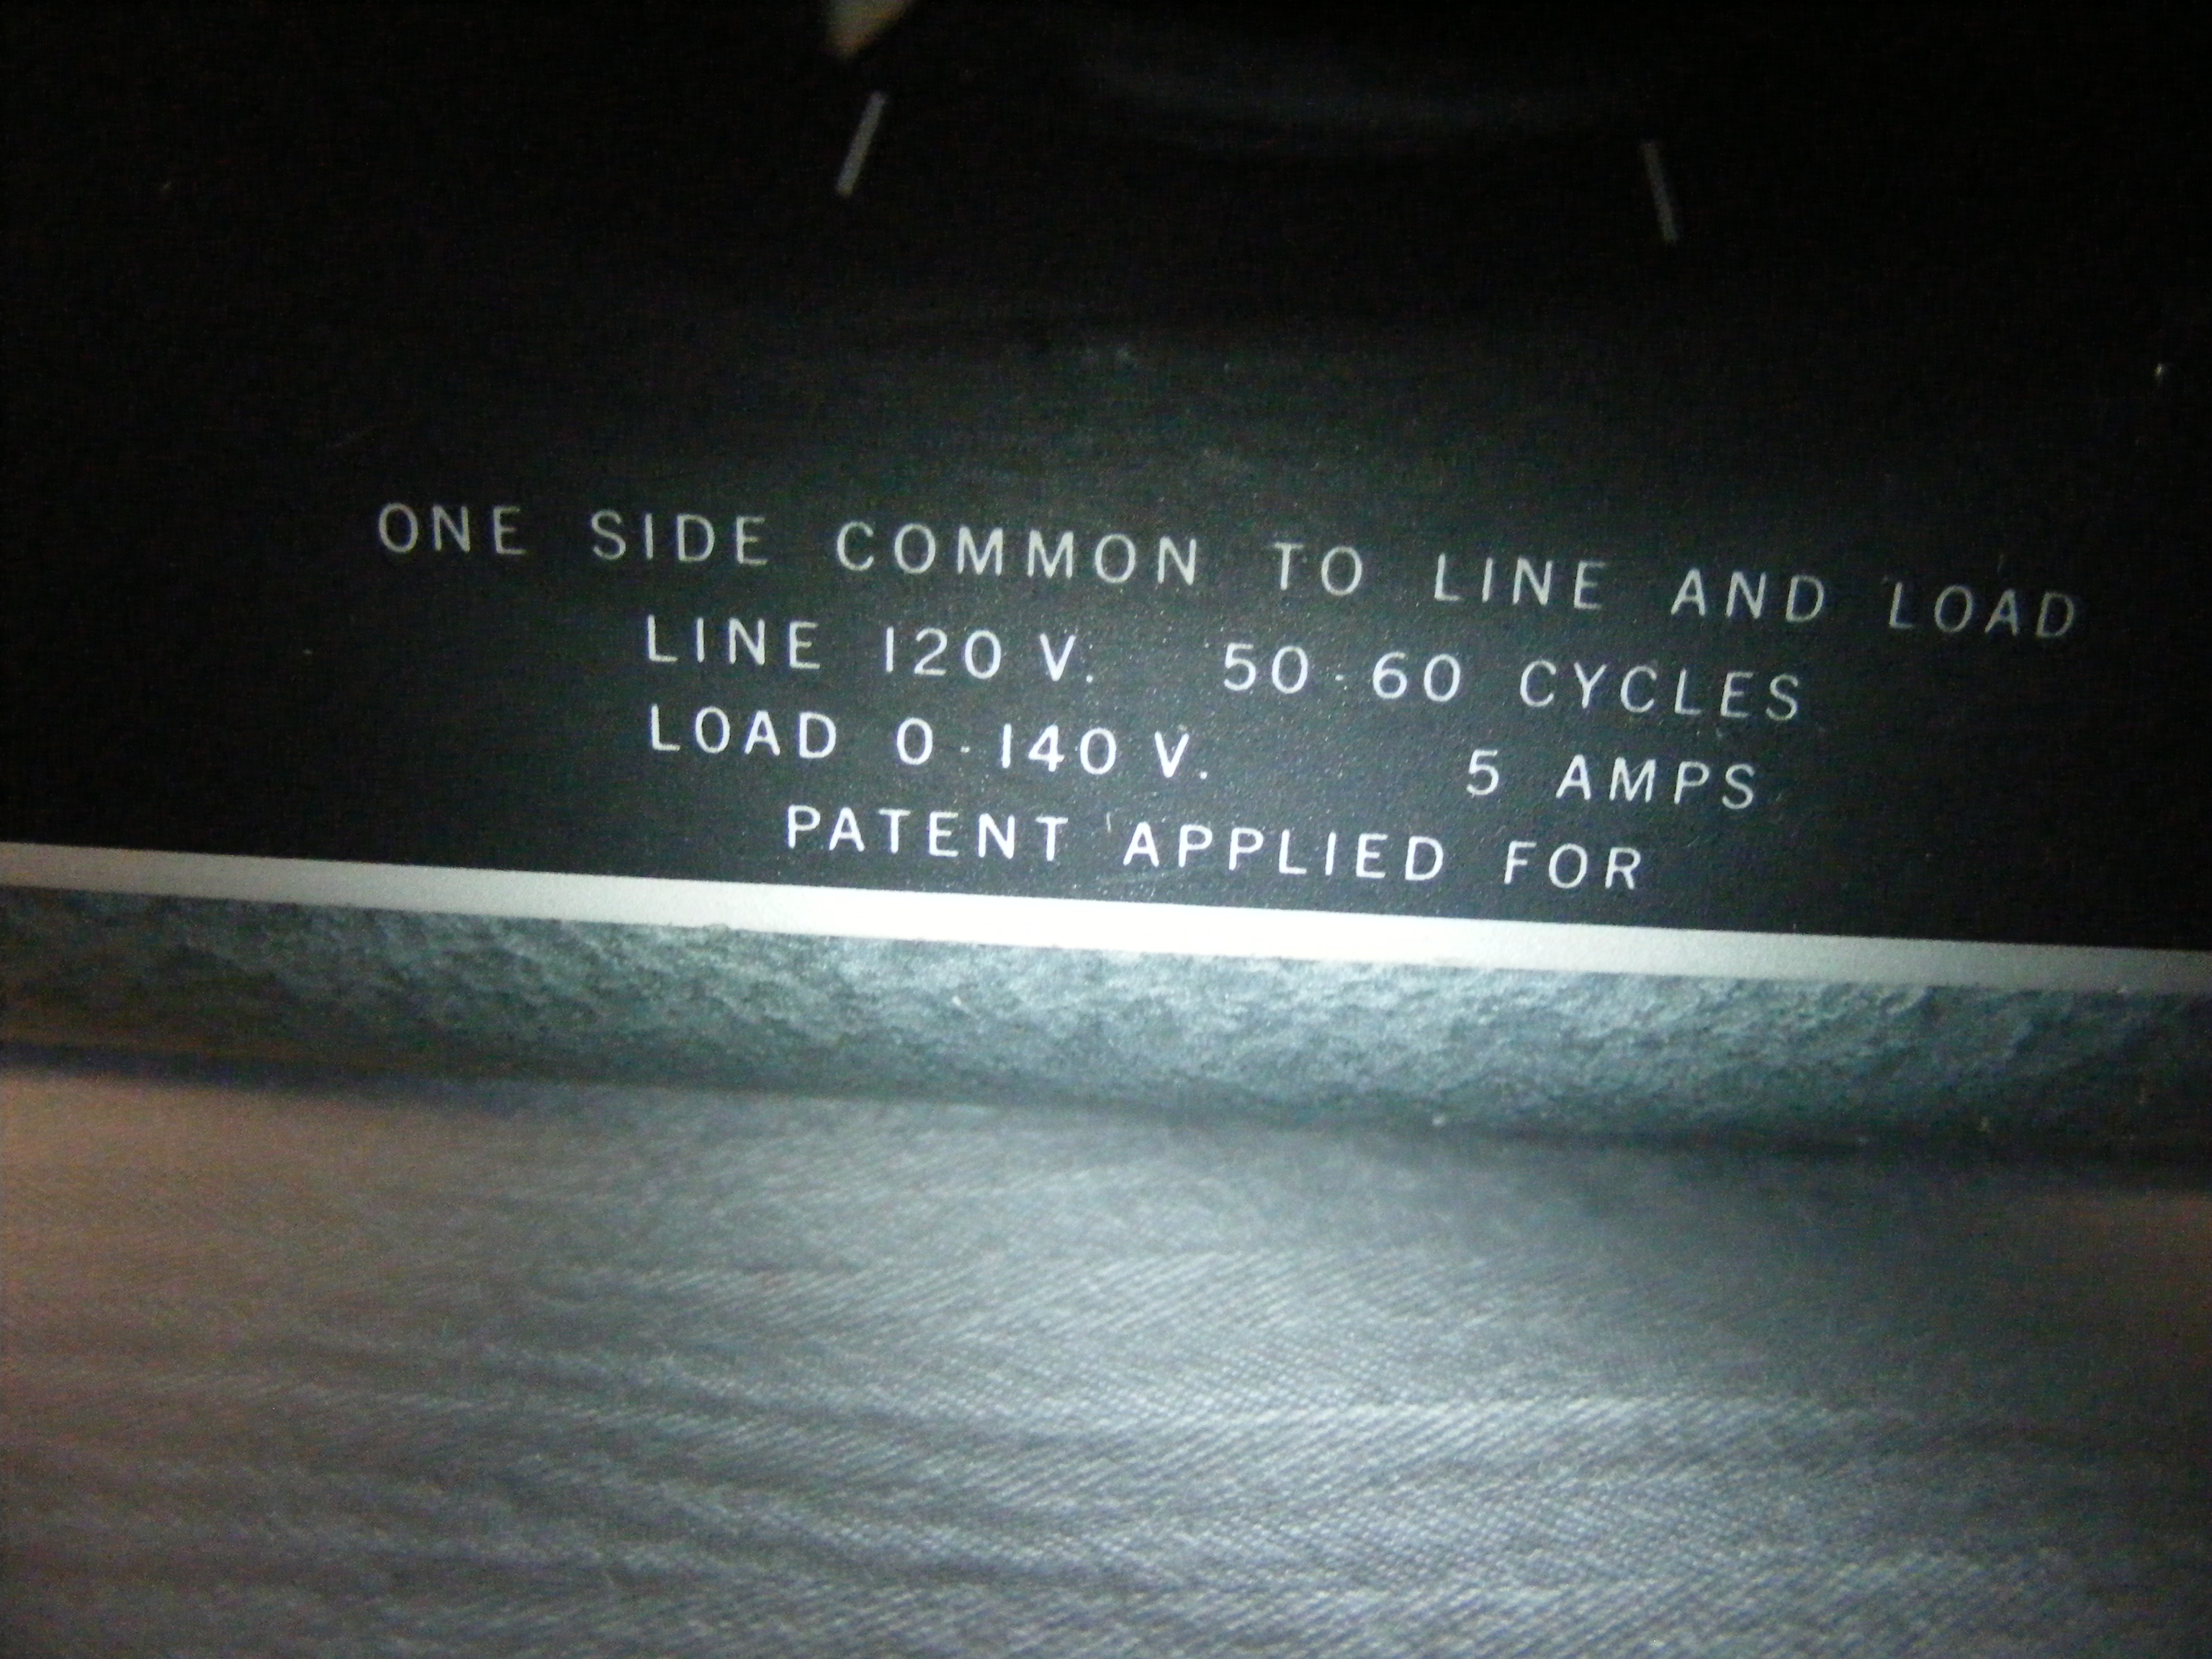 ONE SIDE COMMON TO LINE AND LOAD
LINE 120 V. 50-60 CYCLES
LOAD 0-140 V. 5 AMPS
PATENT APPLIED FOR